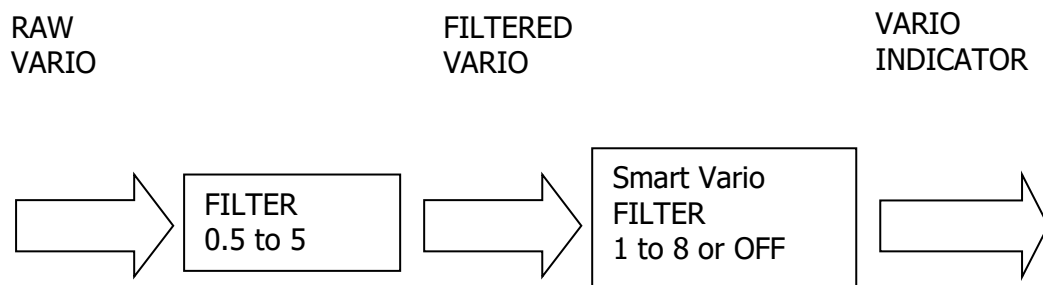 RAW
VARIO
FILTERED
VARIO
VARIO
INDICATOR
FILTER
0.5 to 5
Smart Vario
FILTER
1 to 8 or OFF